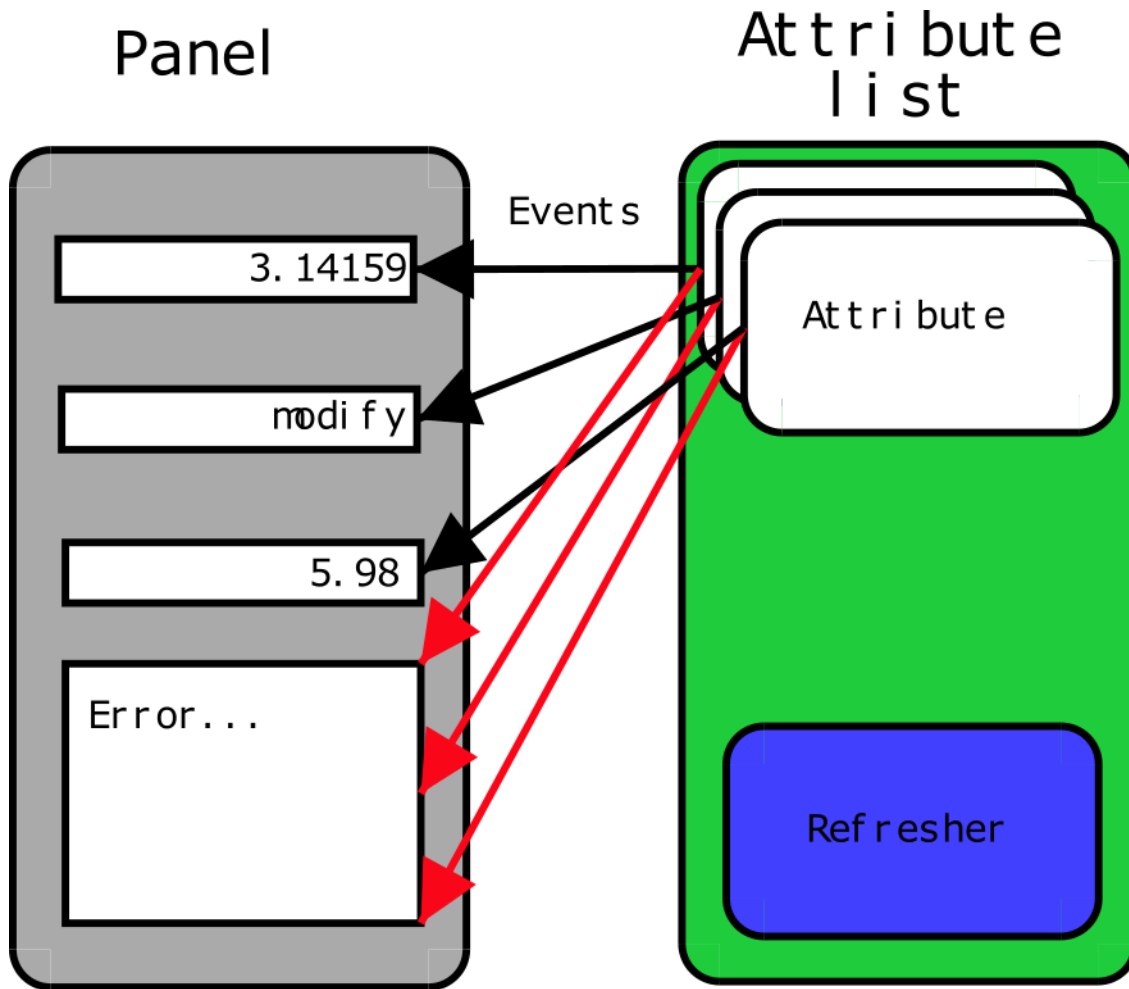 Panel
Attribute
list
Events
3.14159
Attribute
modify
5.98
Error...
Refresher